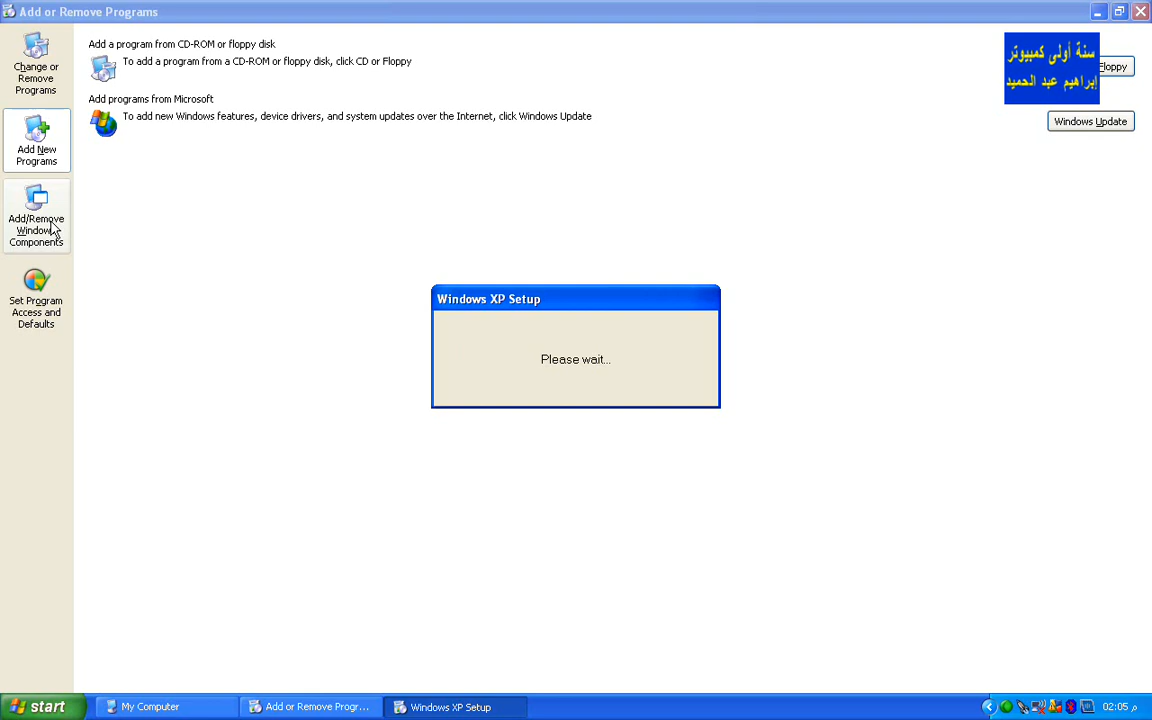 Add or Remove Programs
Change or
Remove
Programs
Add New
Programs
Add/Remove
Window
Components
Set Program
Access and
Defaults
Add a program from CD-ROM or floppy disk
To add a program from a CD-ROM or floppy disk, click CD or Floppy
Floppy
سنة أولى كمبيوتر
إبراهيم عبد الحميد
Add programs from Microsoft
To add new Windows features, device drivers, and system updates over the Internet, click Windows Update
Windows Update
Windows XP Setup
Please wait...
start
My Computer
Add or Remove Progr...
Windows XP Setup
02:05 م